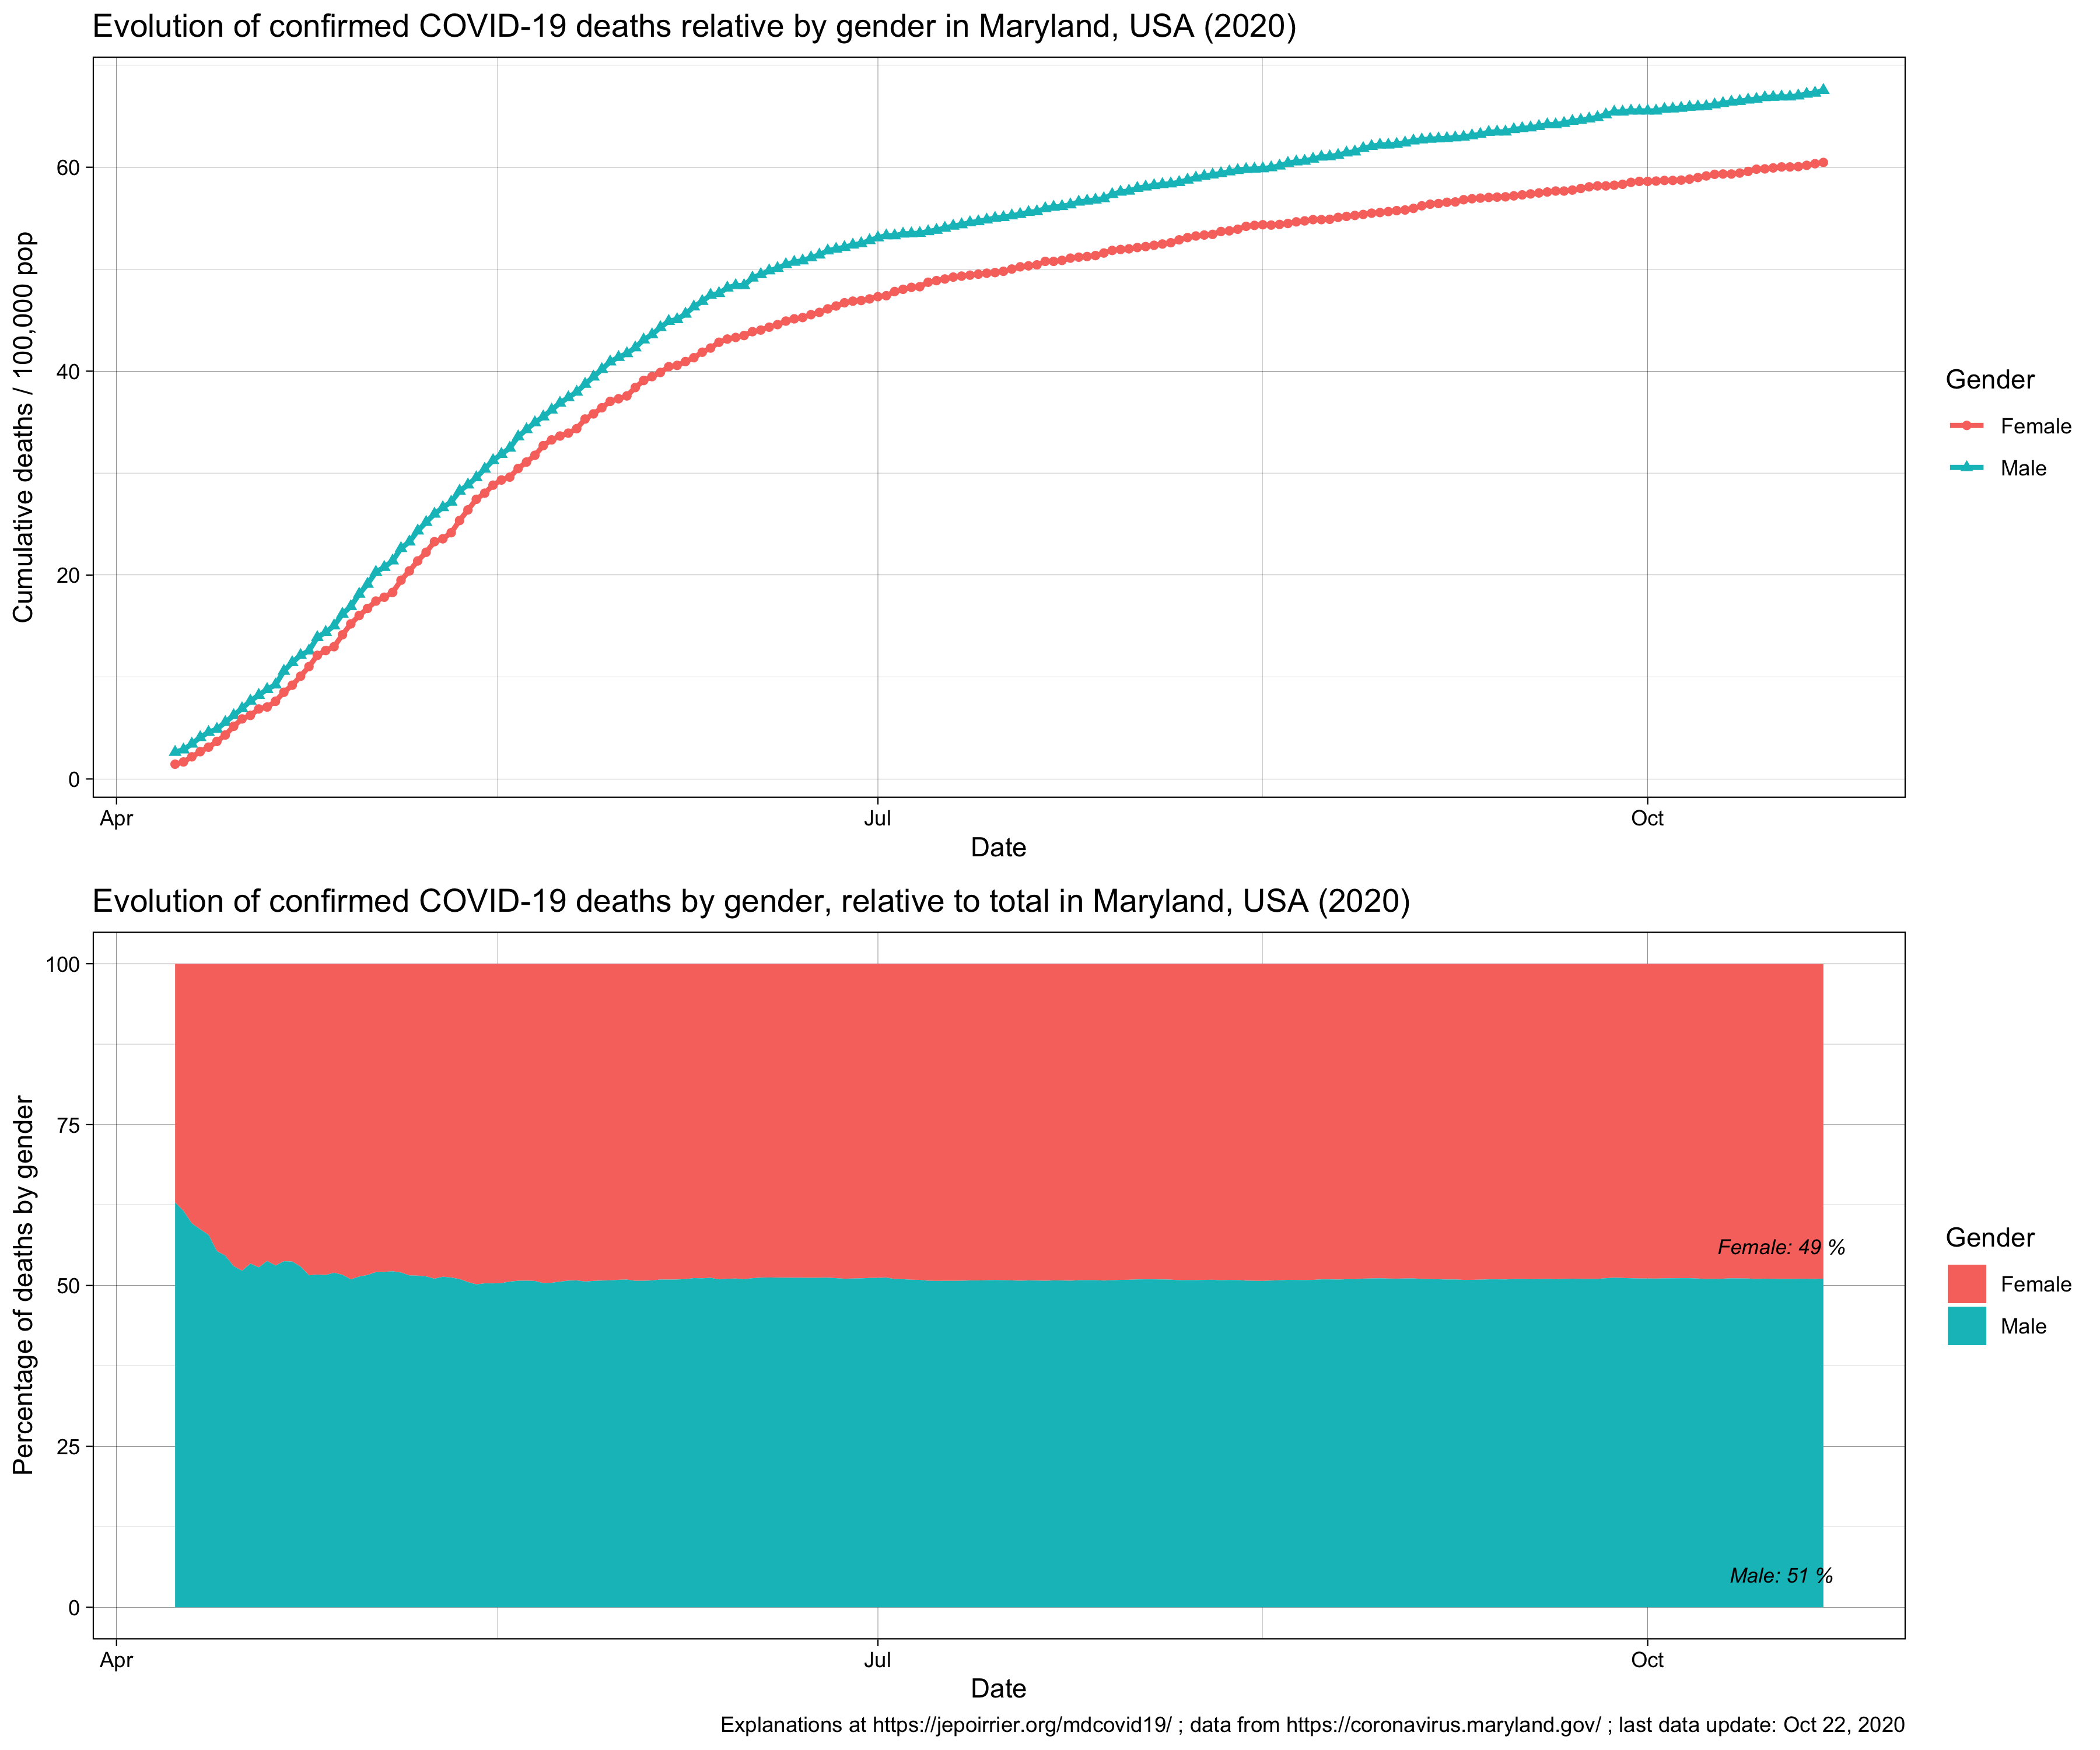 Evolution of confirmed COVID-19 deaths relative by gender in Maryland, USA (2020)
Cumulative deaths / 100,000 pop
60
40
20
0
Apr
Jul
Oct
Date
Gender
Female
Male
Evolution of confirmed COVID-19 deaths by gender, relative to total in Maryland, USA (2020)
Percentage of deaths by gender
100
75
50
25
0
Female: 49 %
Male: 51 %
Apr
Jul
Oct
Date
Gender
Female
Male
Explanations at https://jepoirrier.org/mdcovid19/ ; data from https://coronavirus.maryland.gov/ ; last data update: Oct 22, 2020